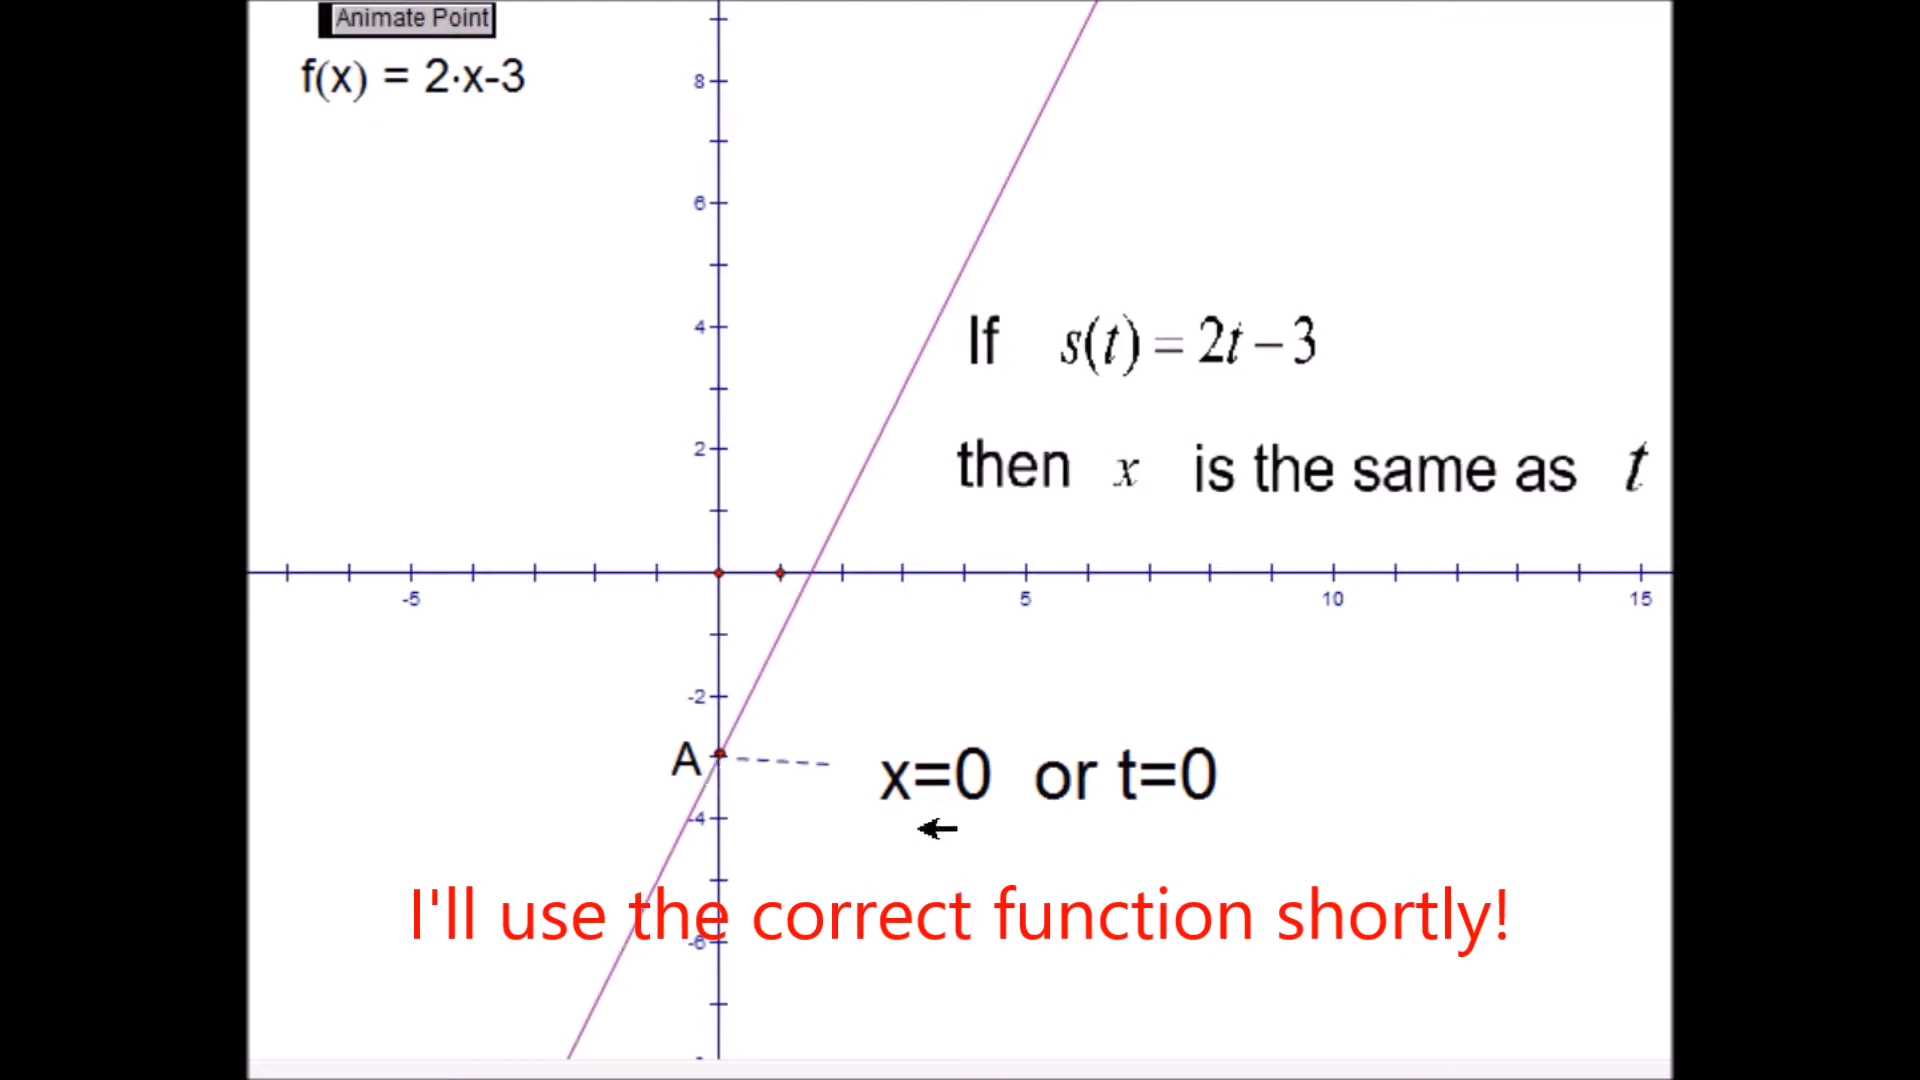 Animate Point
f(x) = 2·x-3
8
6
If s(t) = 2t − 3
4
then x is the same as t
2
-5 5 10 15
-2
A
x=0 or t=0
-4
I'll use the correct function shortly!
-6